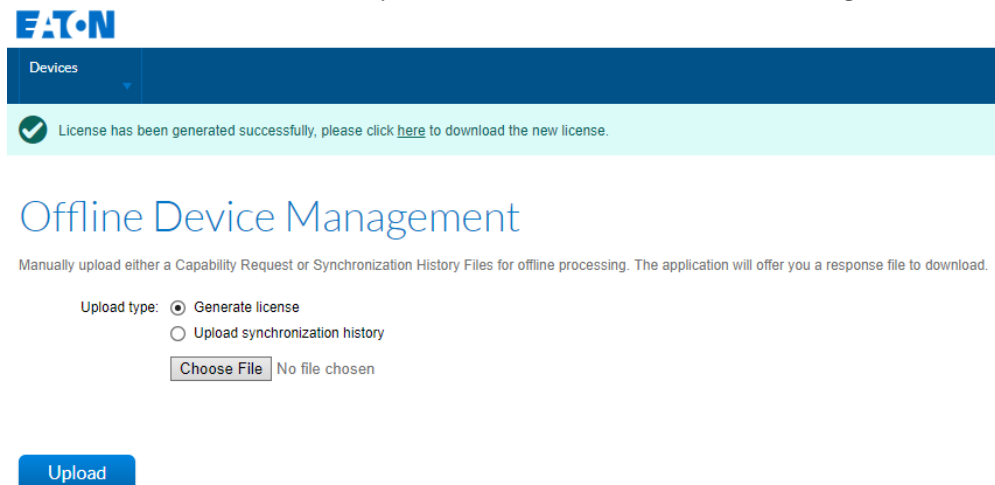 EATON
Devices
License has been generated successfully, please click here to download the new license.
Offline Device Management
Manually upload either a Capability Request or Synchronization History Files for offline processing. The application will offer you a response file to download.
Upload type: Generate license
Upload synchronization history
Choose File No file chosen
Upload